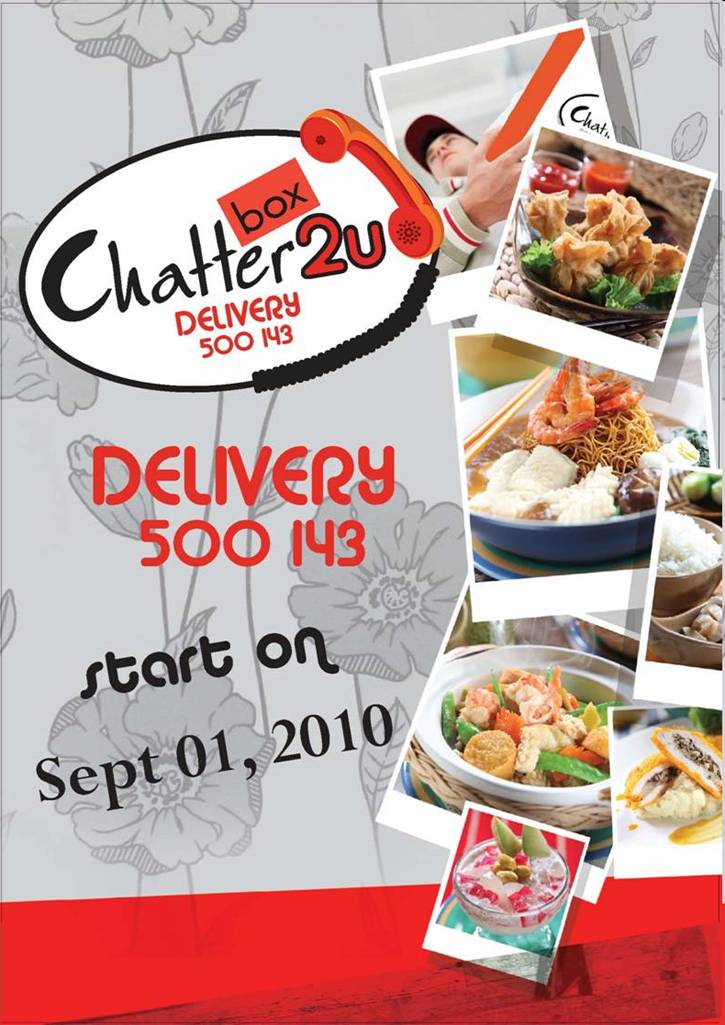 box
Chatter2u
DELIVERY
500 143
DELIVERY
500 143
start on
Sept 01, 2010